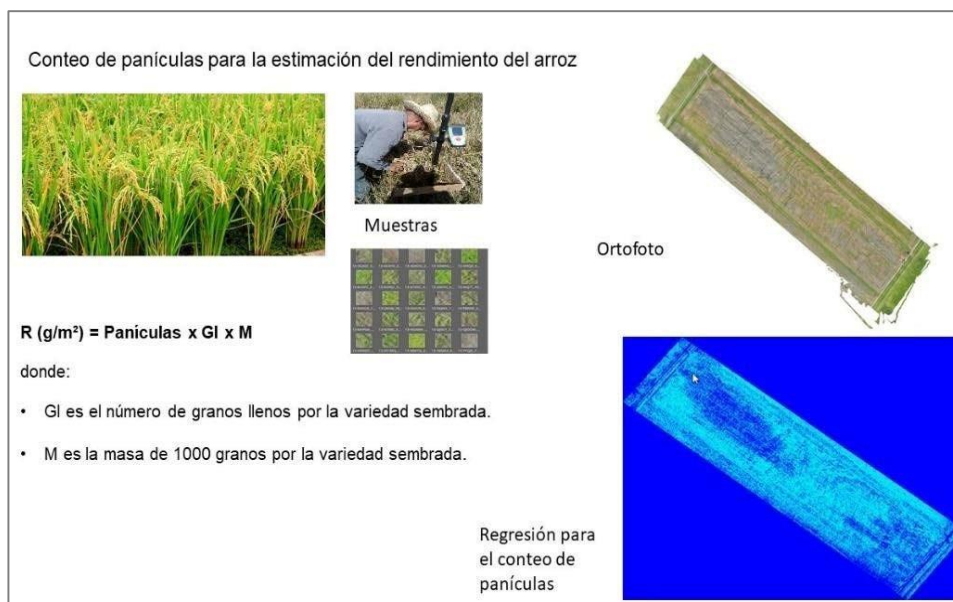 Conteo de panículas para la estimación del rendimiento del arroz
Muestras
Ortofoto
R (g/m²) = Panículas x Gl x M
donde:
• Gl es el número de granos llenos por la variedad sembrada.
• M es la masa de 1000 granos por la variedad sembrada.
Regresión para
el conteo de
panículas